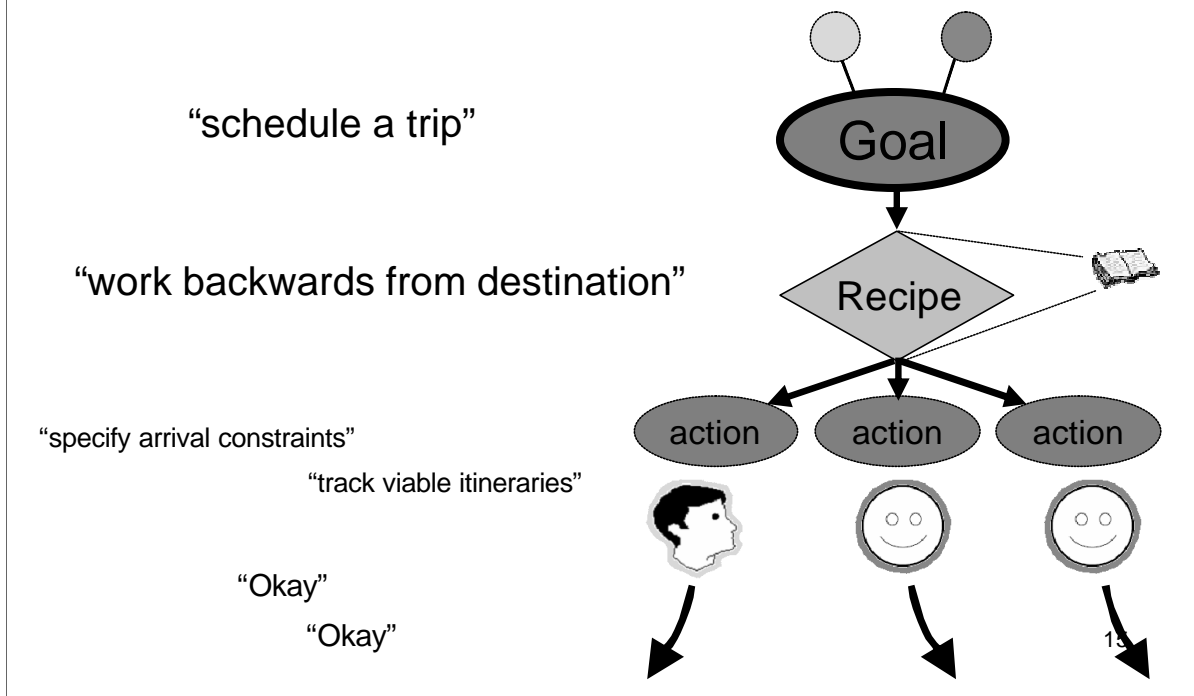 “schedule a trip”
Goal
“work backwards from destination”
Recipe
action action action
“specify arrival constraints”
“track viable itineraries”
“Okay”
“Okay”
15